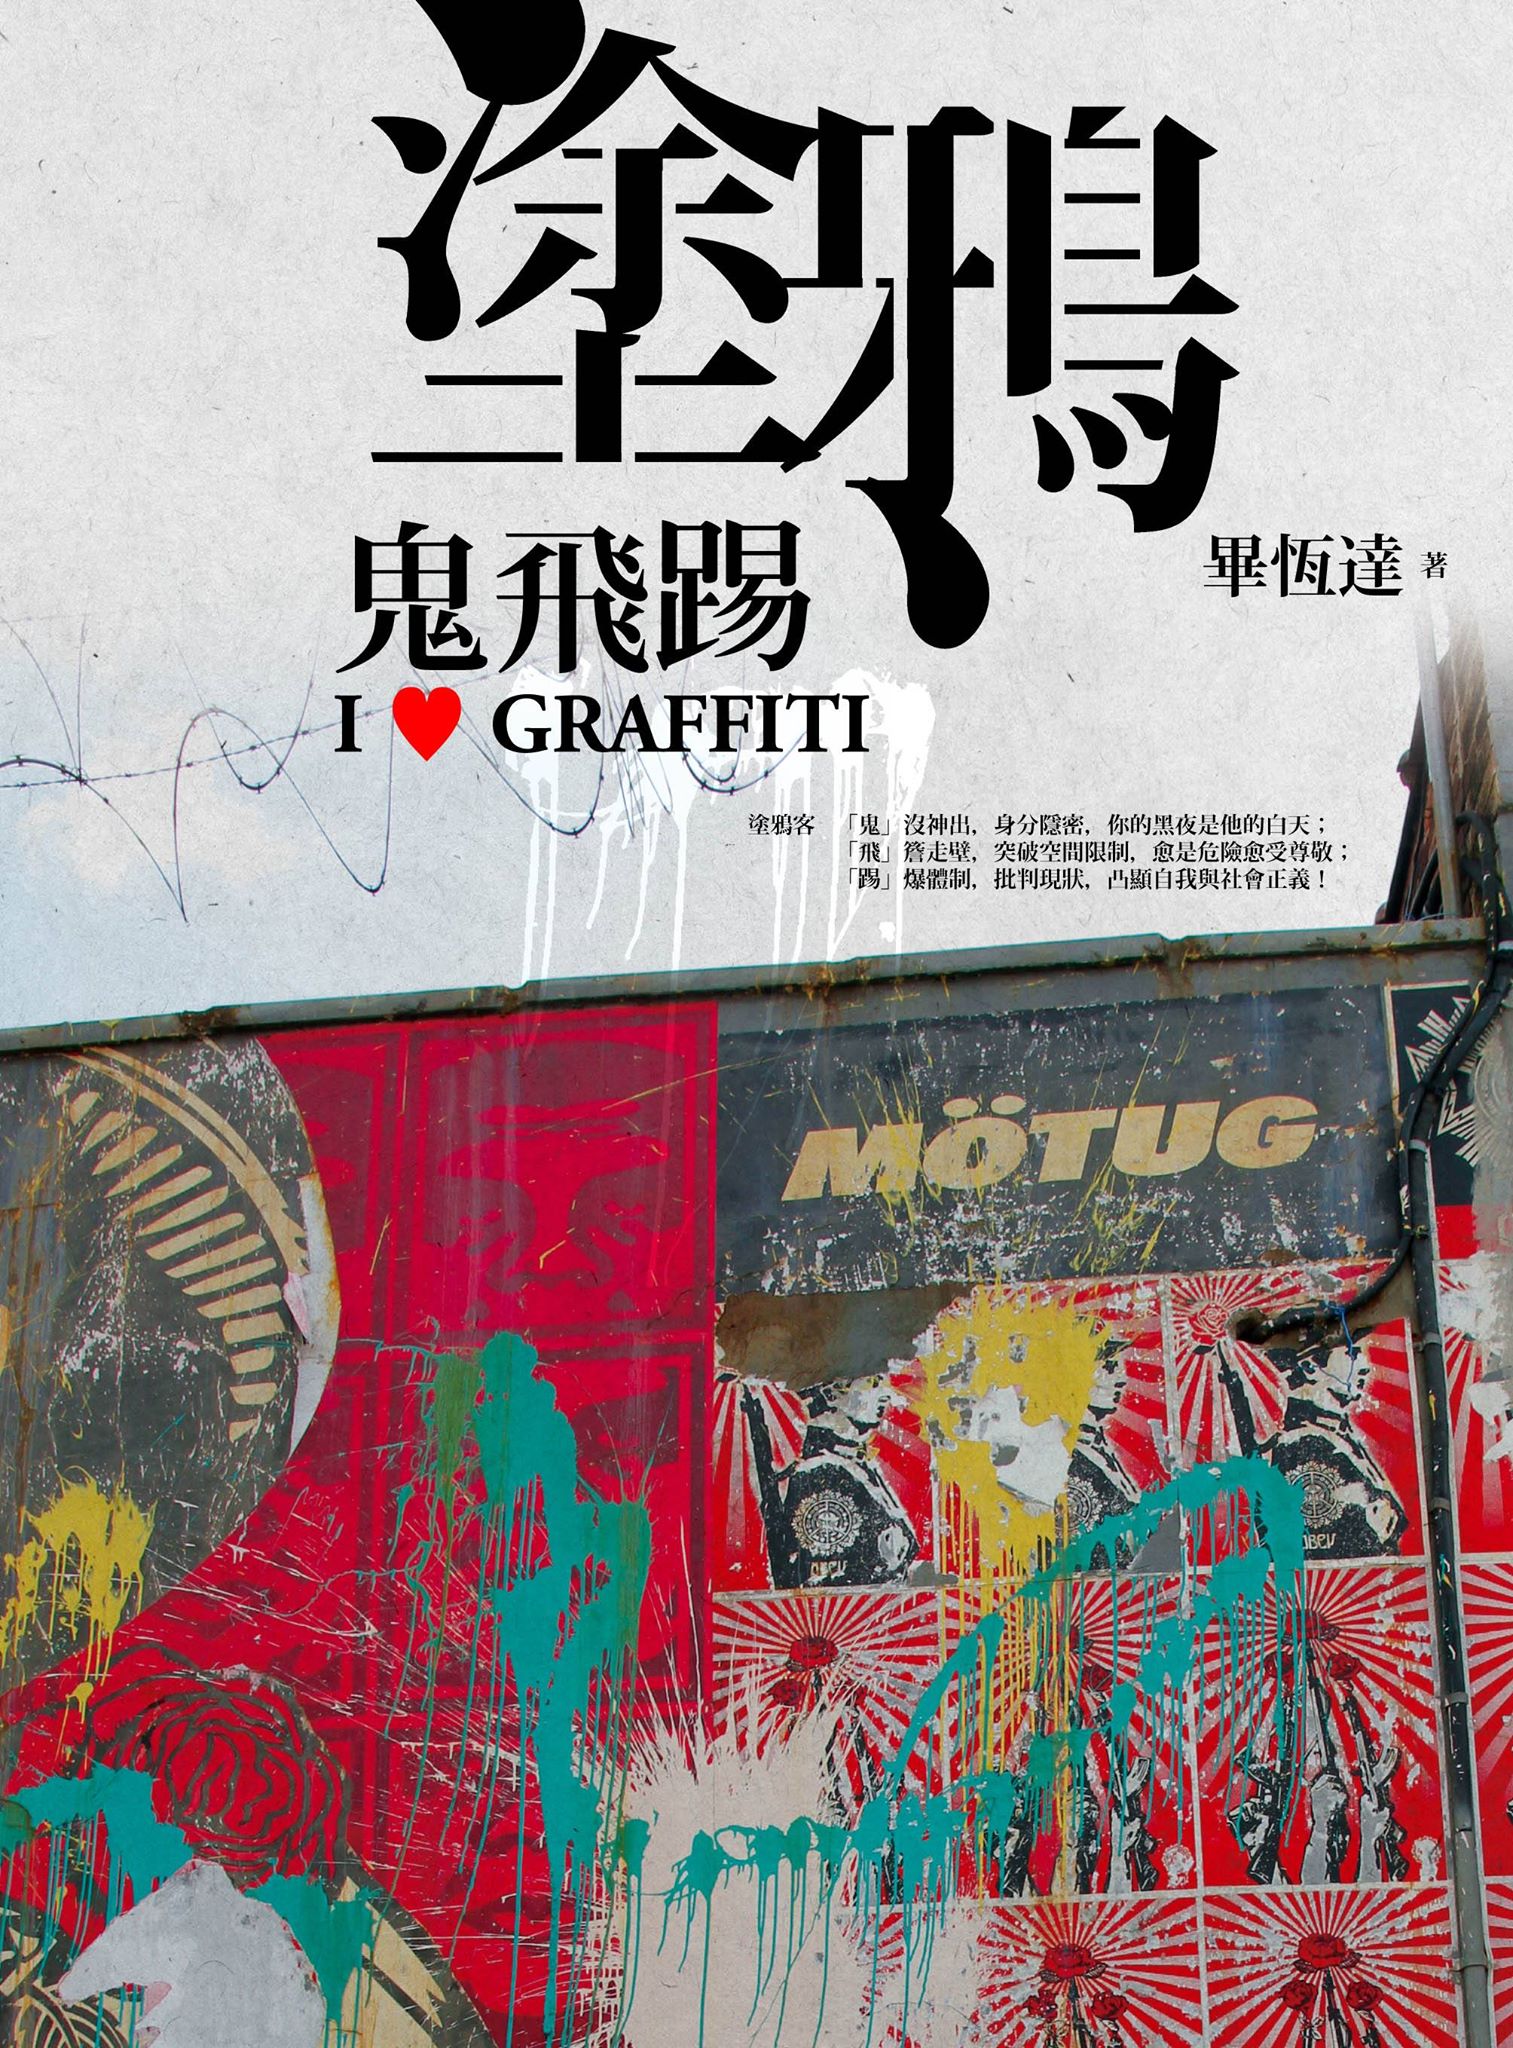 塗鴉
鬼飛踢
畢恆達 著
I ♥ GRAFFITI
塗鴉客 「鬼」沒神出，身分隱密，你的黑夜是他的白天；
「飛」簷走壁，突破空間限制，愈是危險愈受尊敬；
「踢」爆體制，批判現狀，凸顯自我與社會正義！
MÖTUG
OBEY
OBEY